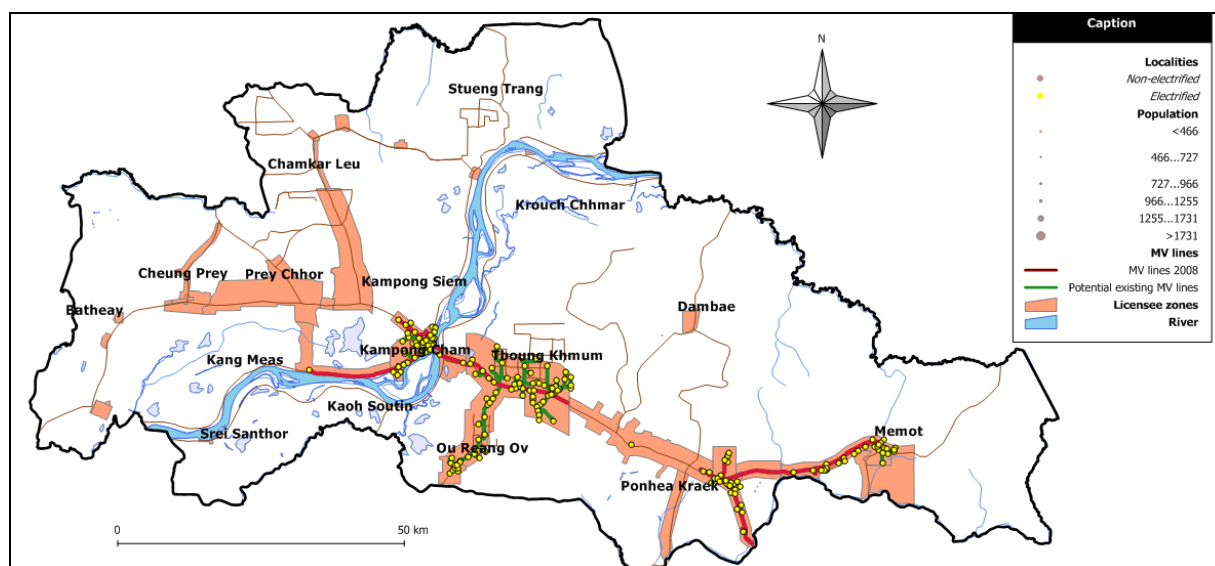 Caption
Localities
Non-electrified
Electrified
Population
<466
466...727
727...966
966...1255
1255...1731
>1731
MV lines
MV lines 2008
Potential existing MV lines
Licensee zones
River
N
Stueng Trang
Chamkar Leu
Krouch Chhmar
Cheung Prey
Prey Chhor
Kampong Siem
Batheay
Dambae
Kampong Cham
Tboung Khmum
Kang Meas
Kaoh Soutin
Srei Santhor
Ou Reang Ov
Memot
Ponhea Kraek
0
50 km